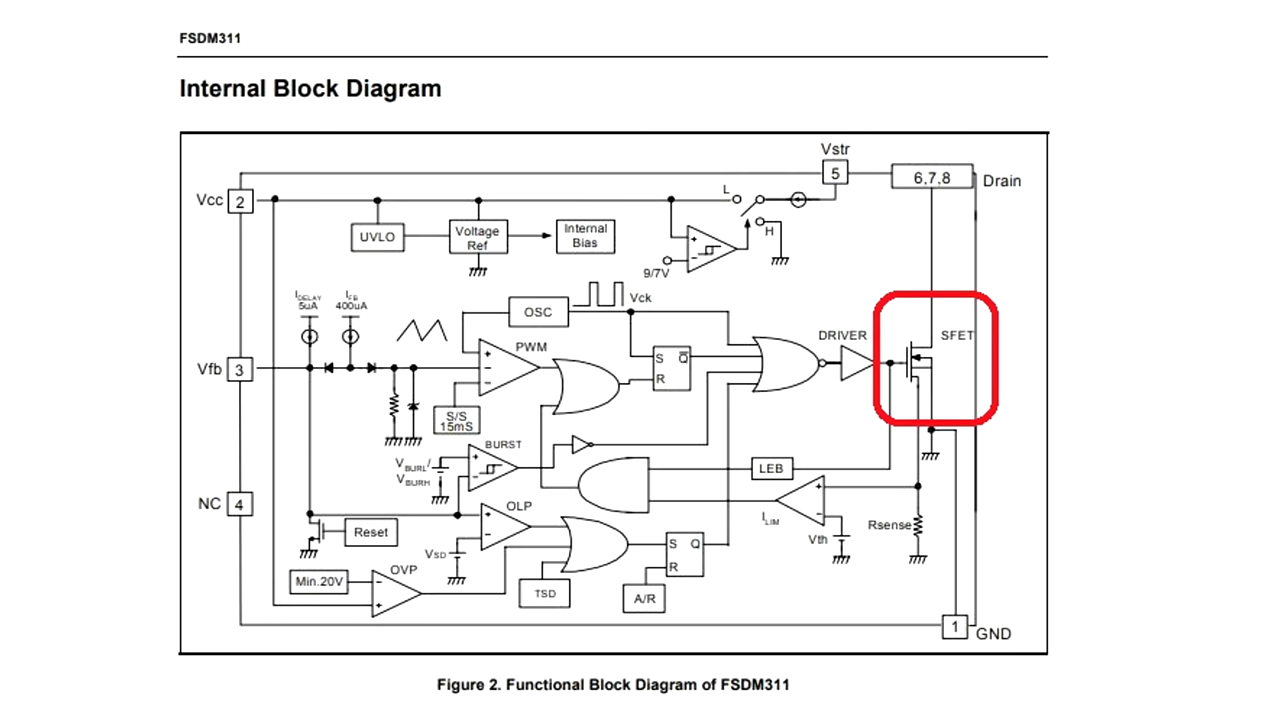 FSDM311
Internal Block Diagram
Vstr
5
6,7,8
Drain
Vcc
2
L
H
UVLO
Voltage
Ref
Internal
Bias
+
−
9/7V
IDELAY
5uA
IFB
400uA
OSC
Vck
DRIVER
SFET
Vfb
3
PWM
+
−
−
S Q̅
R
S/S
15mS
BURST
VBURL/
VBURH
+
−
LEB
NC
4
OLP
+
−
ILIM
+
−
Vth
Rsense
Reset
VSD
S Q
R
OVP
Min.20V
−
+
TSD
A/R
1
GND
Figure 2. Functional Block Diagram of FSDM311